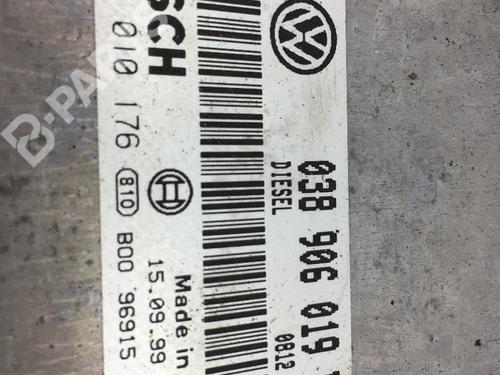 038 906 019
DIESEL
0812
SCH
010 176 810 B00 96915
15.09.99
Made in
B-PARTS